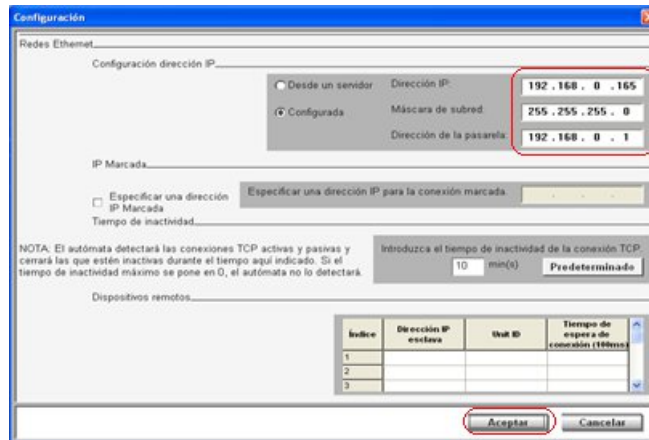 Configuración
Redes Ethernet
Configuración dirección IP
Desde un servidor
Dirección IP:
192 .168 . 0 .165
Configurada
Máscara de subred:
255 .255 .255 . 0
Dirección de la pasarela:
192 .168 . 0 . 1
IP Marcada
Especificar una dirección
IP Marcada
Especificar una dirección IP para la conexión marcada.
. . .
Tiempo de inactividad
NOTA: El autómata detectará las conexiones TCP activas y pasivas y
cerrará las que estén inactivas durante el tiempo aquí indicado. Si el
tiempo de inactividad máximo se pone en 0, el autómata no lo detectará.
Introduzca el tiempo de inactividad de la conexión TCP.
10 min(s)
Predeterminado
Dispositivos remotos
Índice
Dirección IP
esclava
Unit ID
Tiempo de
espera de
conexión (100ms)
1
2
3
Aceptar
Cancelar